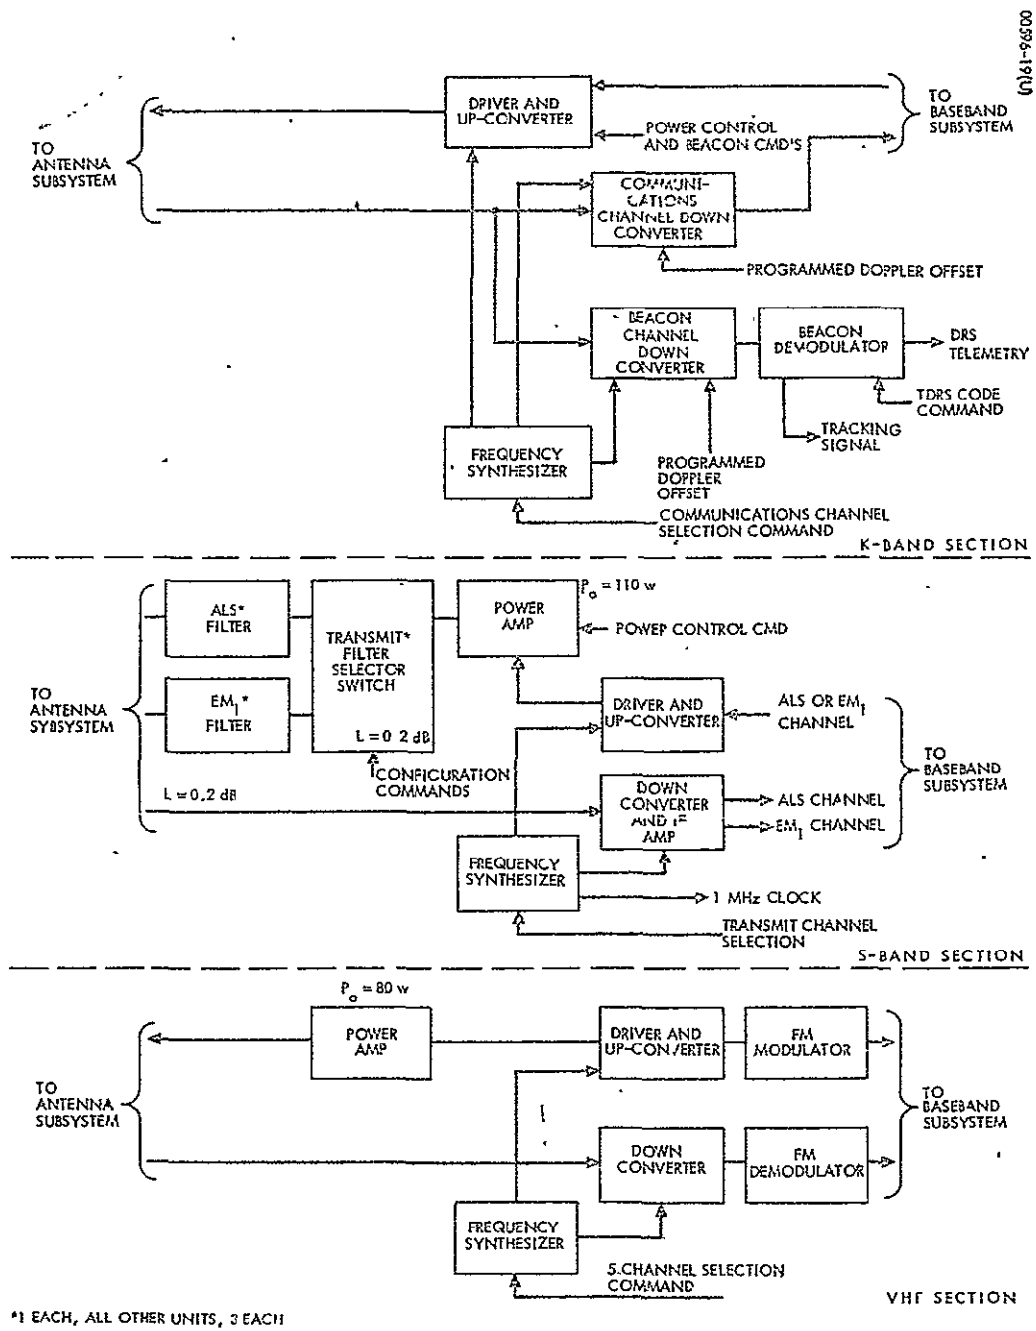 00596-19(U)
DRIVER AND
UP-CONVERTER
TO
BASEBAND
SUBSYSTEM
POWER CONTROL
AND BEACON CMD'S
TO
ANTENNA
SUBSYSTEM
COMMUNI-
CATIONS
CHANNEL DOWN
CONVERTER
PROGRAMMED DOPPLER OFFSET
BEACON
CHANNEL
DOWN
CONVERTER
BEACON
DEMODULATOR
DRS
TELEMETRY
TDRS CODE
COMMAND
TRACKING
SIGNAL
FREQUENCY
SYNTHESIZER
PROGRAMMED
DOPPLER
OFFSET
COMMUNICATIONS CHANNEL
SELECTION COMMAND
K-BAND SECTION
ALS*
FILTER
TRANSMIT*
FILTER
SELECTOR
SWITCH
L = 0 2 dB
POWER
AMP
P_o = 110 w
POWER CONTROL CMD
TO
ANTENNA
SYBSYSTEM
EM_I*
FILTER
DRIVER AND
UP-CONVERTER
ALS OR EM_I
CHANNEL
TO
BASEBAND
SUBSYSTEM
CONFIGURATION
COMMANDS
L = 0.2 dB
DOWN
CONVERTER
AND IF
AMP
ALS CHANNEL
EM_I CHANNEL
FREQUENCY
SYNTHESIZER
1 MHz CLOCK
TRANSMIT CHANNEL
SELECTION
S-BAND SECTION
P_o = 80 w
POWER
AMP
DRIVER AND
UP-CONVERTER
FM
MODULATOR
TO
ANTENNA
SUBSYSTEM
TO
BASEBAND
SUBSYSTEM
DOWN
CONVERTER
FM
DEMODULATOR
FREQUENCY
SYNTHESIZER
5-CHANNEL SELECTION
COMMAND
VHF SECTION
*1 EACH, ALL OTHER UNITS, 3 EACH